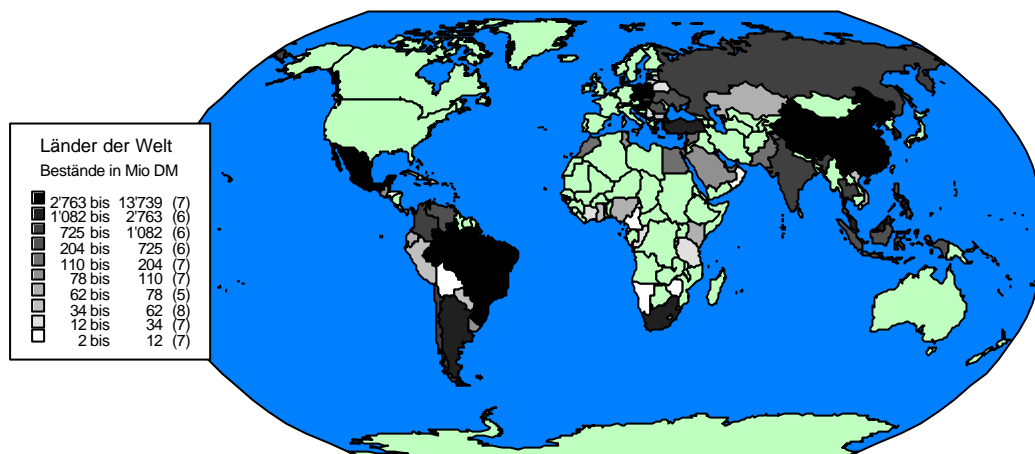 Länder der Welt
Bestände in Mio DM
2'763 bis 13'739 (7)
1'082 bis 2'763 (6)
725 bis 1'082 (6)
204 bis 725 (6)
110 bis 204 (7)
78 bis 110 (7)
62 bis 78 (5)
34 bis 62 (8)
12 bis 34 (7)
2 bis 12 (7)